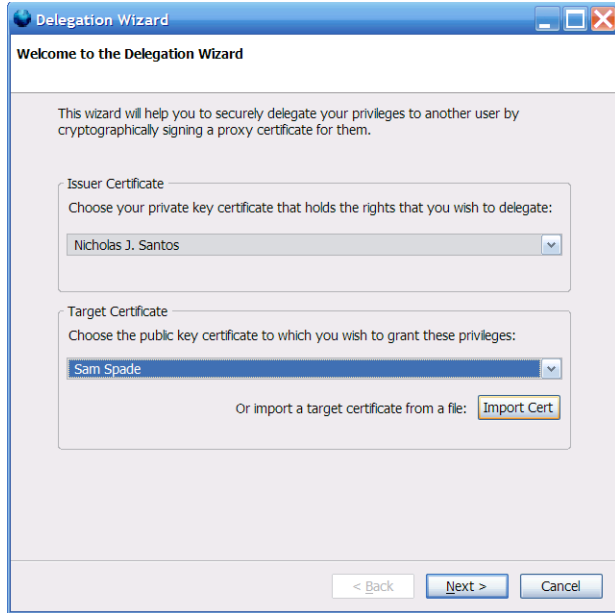 Delegation Wizard
Welcome to the Delegation Wizard
This wizard will help you to securely delegate your privileges to another user by
cryptographically signing a proxy certificate for them.
Issuer Certificate
Choose your private key certificate that holds the rights that you wish to delegate:
Nicholas J. Santos
Target Certificate
Choose the public key certificate to which you wish to grant these privileges:
Sam Spade
Or import a target certificate from a file: Import Cert
< Back Next > Cancel